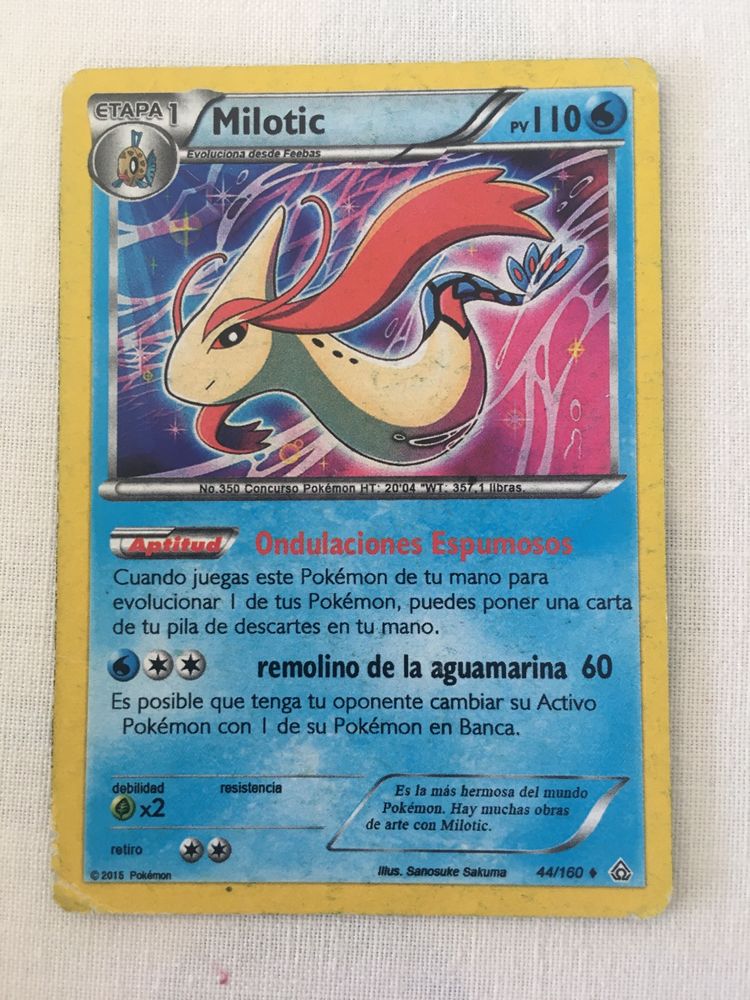 ETAPA 1 Milotic PV 110
Evoluciona desde Feebas
No.350 Concurso Pokémon HT: 20'04 "WT: 357,1 libras.
Aptitud Ondulaciones Espumosos
Cuando juegas este Pokémon de tu mano para
evolucionar 1 de tus Pokémon, puedes poner una carta
de tu pila de descartes en tu mano.
remolino de la aguamarina 60
Es posible que tenga tu oponente cambiar su Activo
Pokémon con 1 de su Pokémon en Banca.
debilidad resistencia
x2
Es la más hermosa del mundo
Pokémon. Hay muchas obras
de arte con Milotic.
retiro
© 2015 Pokémon Illus. Sanosuke Sakuma 44/160